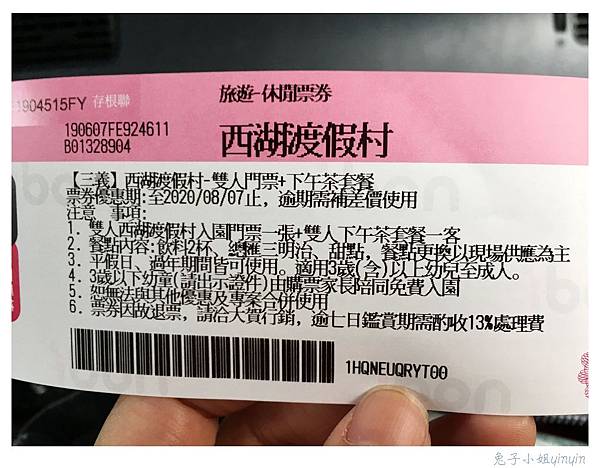 1904515FY 存根聯
旅遊-休閒票券
190607FE924611
B01328904
西湖渡假村
【三義】西湖渡假村-雙人門票+下午茶套餐
票券優惠期:至2020/08/07止，逾期需補差價使用
注意　事項:
1. 雙人西湖渡假村入園門票一張+雙人下午茶套餐一客
2. 餐點內容:飲料2杯、總匯三明治、甜點，餐點更換以現場供應為主
3. 平假日、過年期間皆可使用。適用3歲(含)以上幼兒至成人。
4. 3歲以下幼童(請出示證件)由購票家長陪同免費入園
5. 如無法與其他優惠及專案合併使用
6. 票券因故退票，請洽大買行銷，逾七日鑑賞期需酌收13%處理費
1HQNEUQRYT00
兔子小姐yinyin